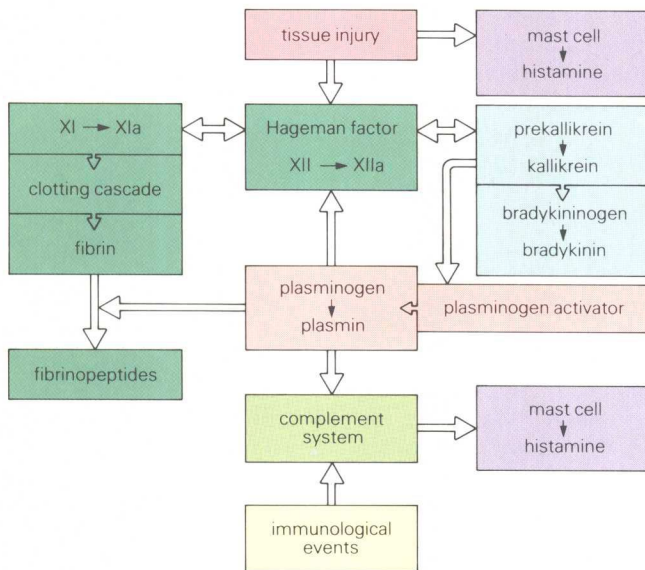 tissue injury
mast cell
histamine
XI → XIa
Hageman factor
XII → XIIa
prekallikrein
kallikrein
clotting cascade
bradykininogen
bradykinin
fibrin
plasminogen
plasmin
plasminogen activator
fibrinopeptides
complement
system
mast cell
histamine
immunological
events